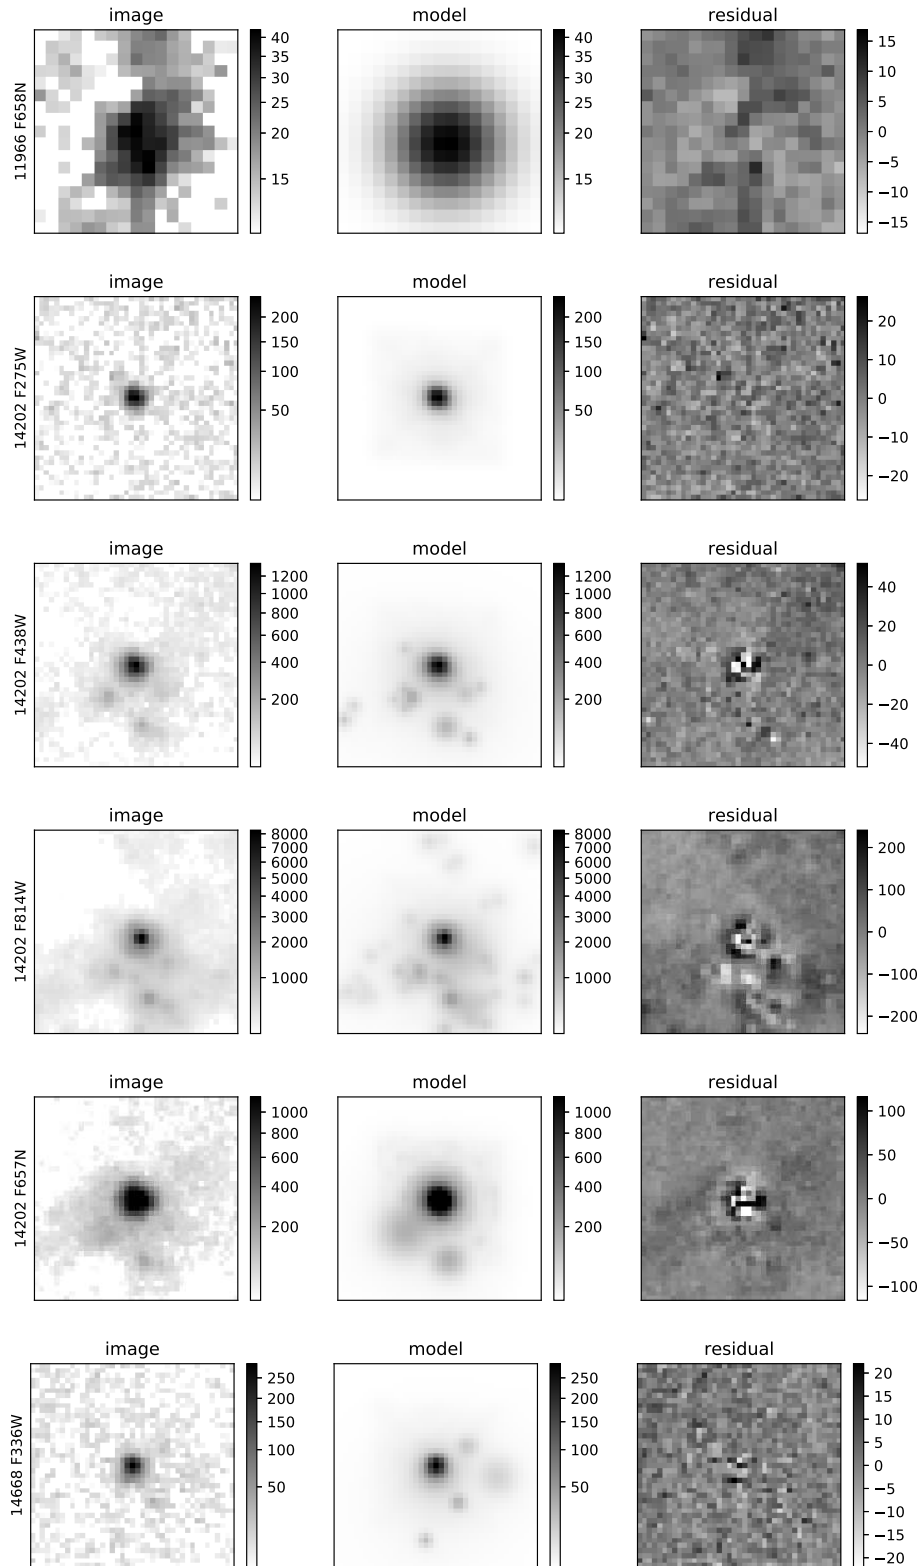 image model residual
11966 F658N
40 40 15
35 35 10
30 30 5
25 25 0
20 20 −5
15 15 −10
−15
image model residual
14202 F275W
200 200 20
150 150 10
100 100 0
50 50 −10
−20
image model residual
14202 F438W
1200 1200 40
1000 1000 20
800 800 0
600 600 −20
400 400 −40
200 200
image model residual
14202 F814W
8000 8000 200
7000 7000 100
6000 6000 0
5000 5000 −100
4000 4000 −200
3000 3000
2000 2000
1000 1000
image model residual
14202 F657N
1000 1000 100
800 800 50
600 600 0
400 400 −50
200 200 −100
image model residual
14668 F336W
250 250 20
200 200 15
150 150 10
100 100 5
50 50 0
−5
−10
−15
−20